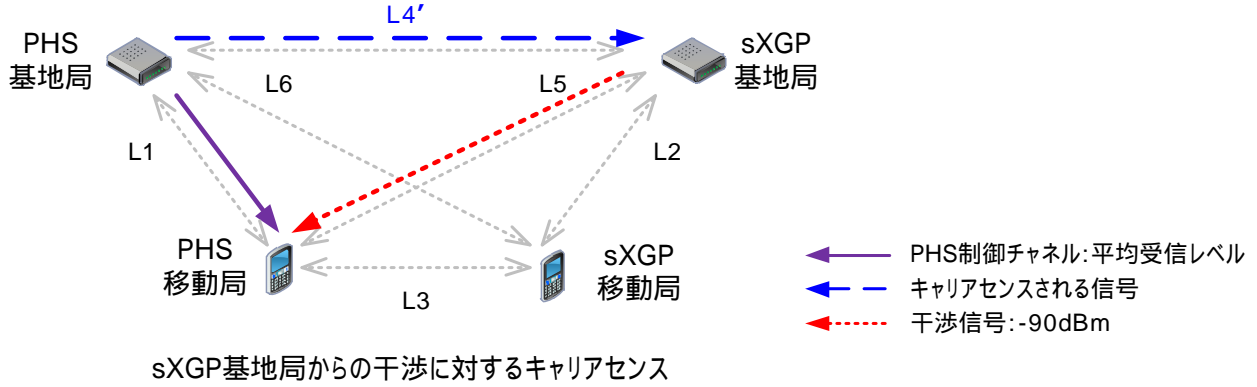 L4′
PHS
基地局
sXGP
基地局
L6
L5
L1
L2
PHS
移動局
sXGP
移動局
L3
PHS制御チャネル:平均受信レベル
キャリアセンスされる信号
干渉信号:-90dBm
sXGP基地局からの干渉に対するキャリアセンス